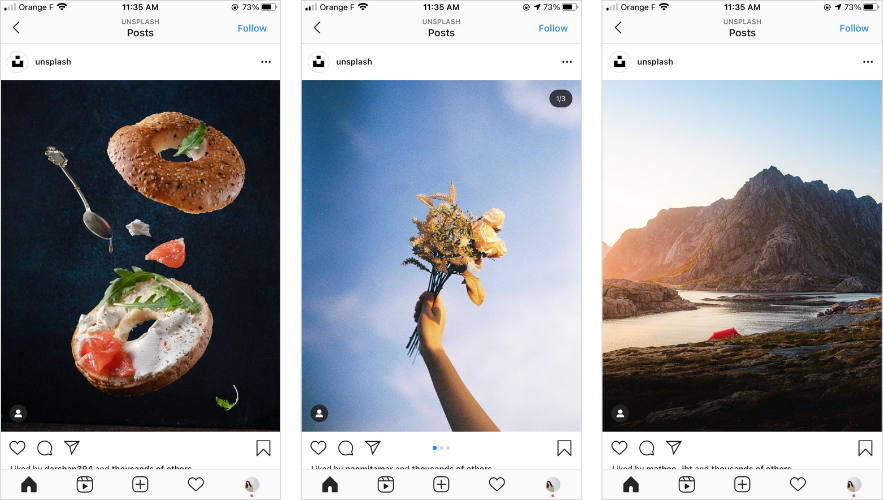 Orange F 11:35 AM 73%
UNSPLASH
Posts
Follow
unsplash
Liked by darshan394 and thousands of others
Orange F 11:35 AM 73%
UNSPLASH
Posts
Follow
unsplash
1/3
Liked by naomitamar and thousands of others
Orange F 11:35 AM 73%
UNSPLASH
Posts
Follow
unsplash
Liked by and thousands of others